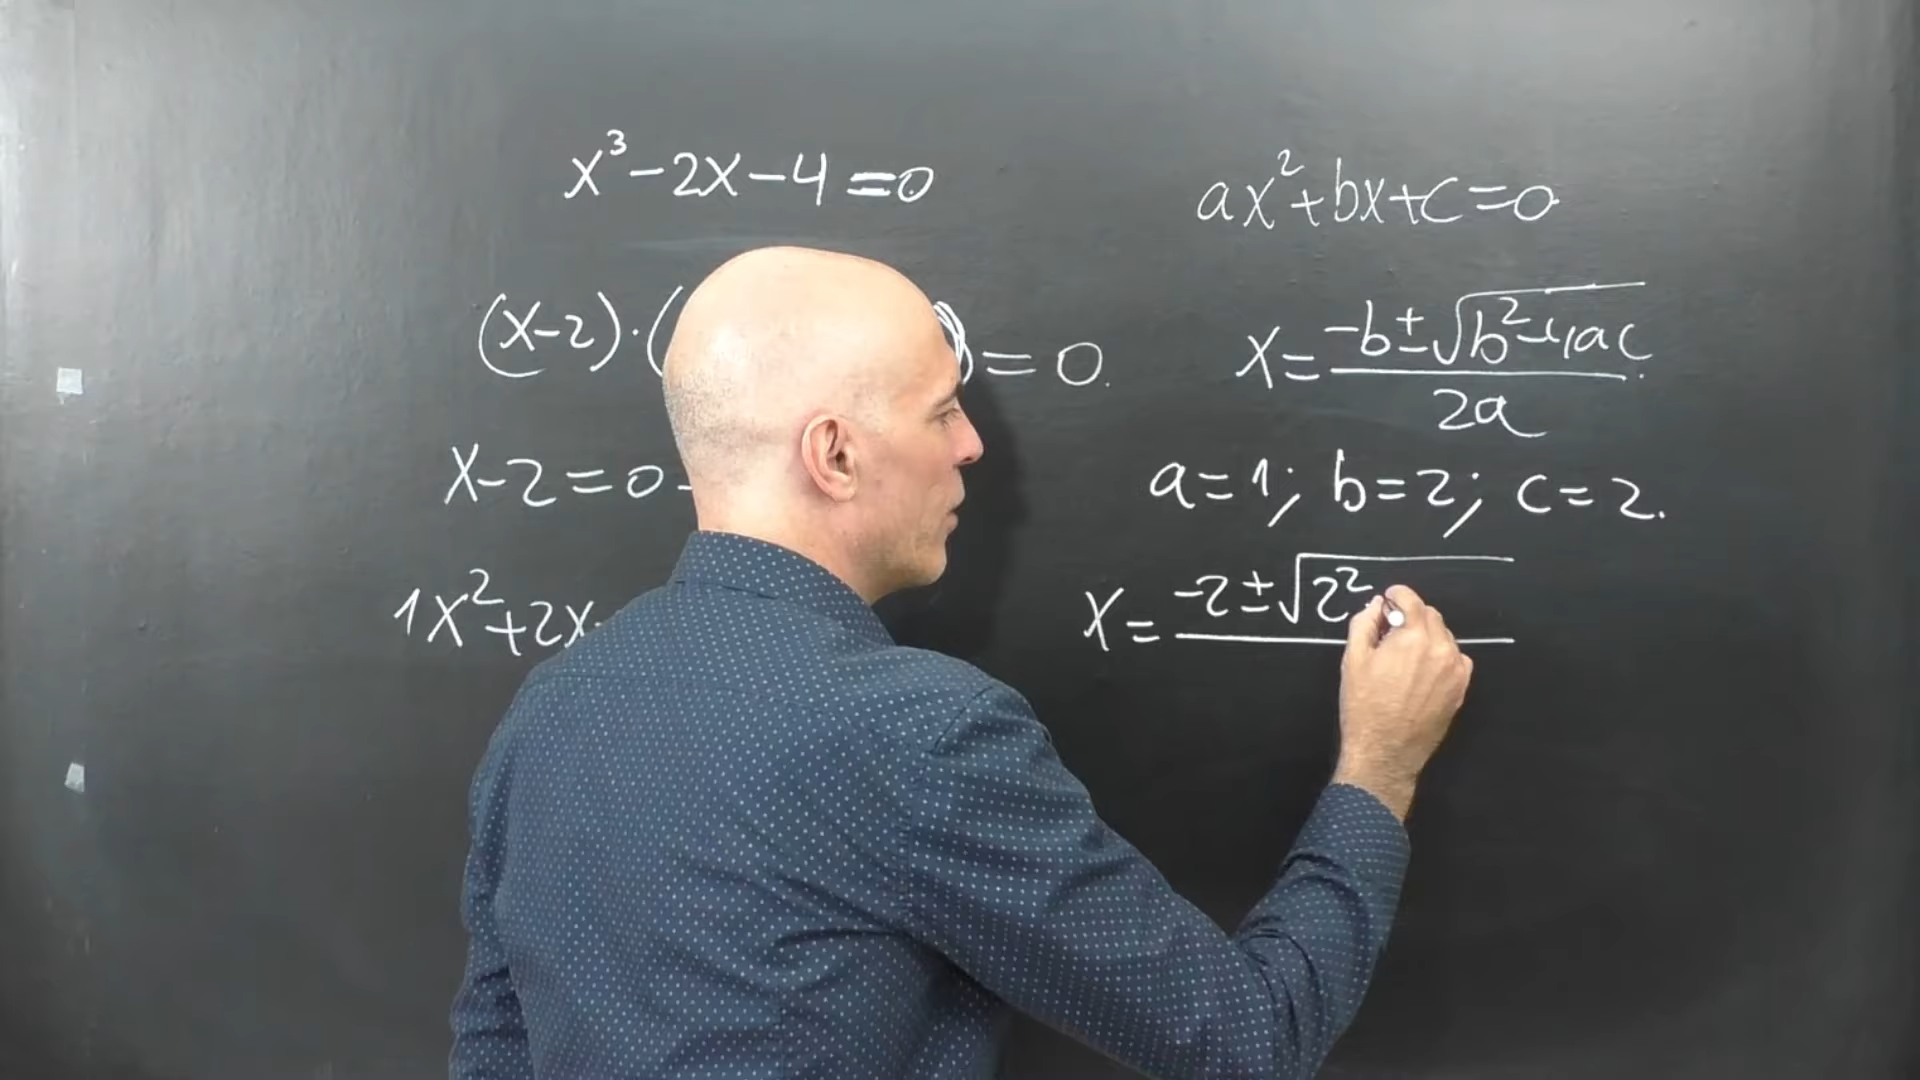 x³-2x-4=0
(x-2)·( )=0.
x-2=0
1x²+2x
ax²+bx+c=0
x=(-b±√(b²-4ac))/2a
a=1; b=2; c=2.
x=-2±√2²